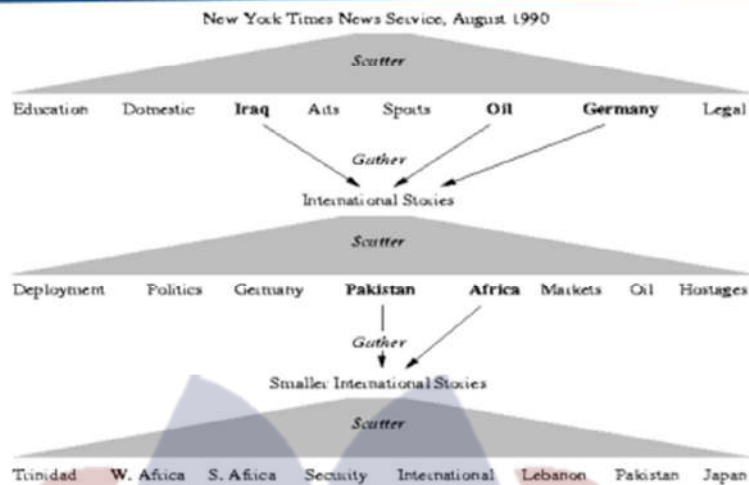 New York Times News Service, August 1990
Scatter
Education Domestic Iraq Arts Sports Oil Germany Legal
Gather
International Stories
Scatter
Deployment Politics Germany Pakistan Africa Markets Oil Hostages
Gather
Smaller International Stories
Scatter
Trinidad W. Africa S. Africa Security International Lebanon Pakistan Japan